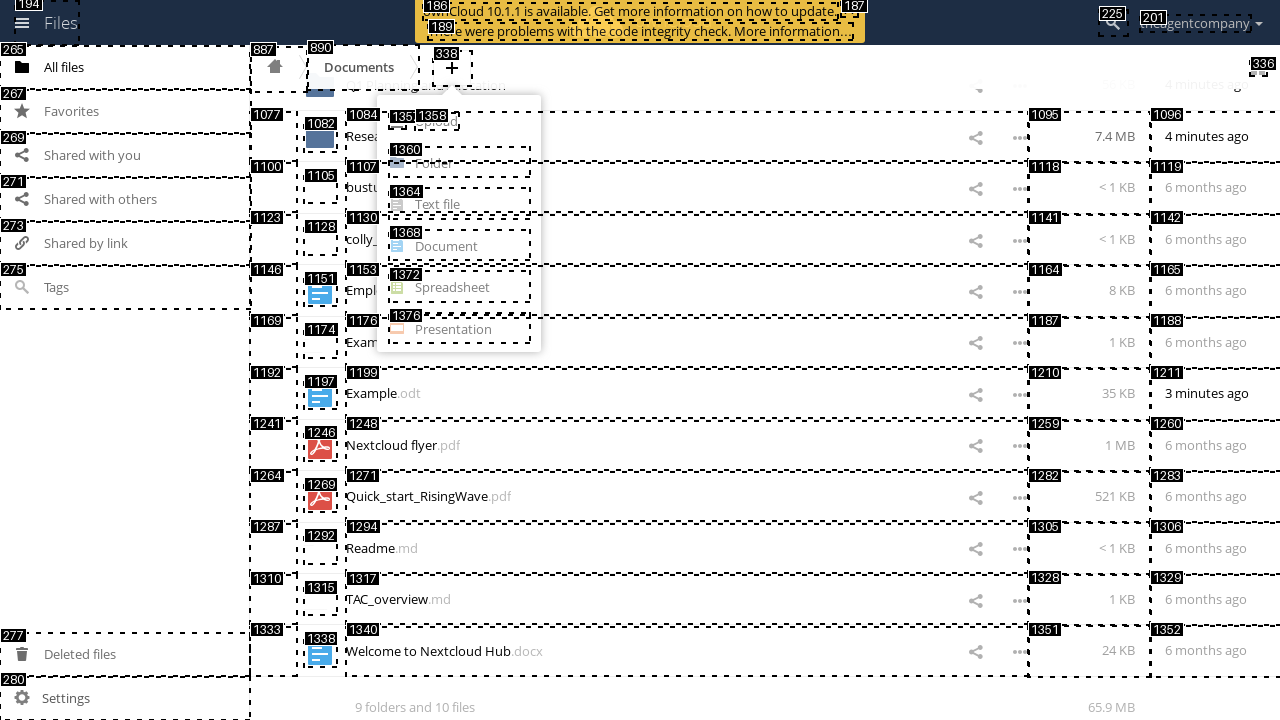 194
Files
186
ownCloud 10.1.1 is available. Get more information on how to update.
187
189
There were problems with the code integrity check. More information…
225
201
theagentcompany
265
All files
887
890
Documents
338
+
336
267
Favorites
269
Shared with you
271
Shared with others
273
Shared by link
275
Tags
277
Deleted files
280
Settings
4 minutes ago
1358
Upload
1360
Folder
1364
Text file
1368
Document
1372
Spreadsheet
1376
Presentation
1077
1082
1084
Resea
1095
7.4 MB
1096
4 minutes ago
1100
1105
1107
bustu
1118
< 1 KB
1119
6 months ago
1123
1128
1130
colly_
1141
< 1 KB
1142
6 months ago
1146
1151
1153
Empl
1164
8 KB
1165
6 months ago
1169
1174
1176
Exam
1187
1 KB
1188
6 months ago
1192
1197
1199
Example.odt
1210
35 KB
1211
3 minutes ago
1241
1246
1248
Nextcloud flyer.pdf
1259
1 MB
1260
6 months ago
1264
1269
1271
Quick_start_RisingWave.pdf
1282
521 KB
1283
6 months ago
1287
1292
1294
Readme.md
1305
< 1 KB
1306
6 months ago
1310
1315
1317
TAC_overview.md
1328
1 KB
1329
6 months ago
1333
1338
1340
Welcome to Nextcloud Hub.docx
1351
24 KB
1352
6 months ago
9 folders and 10 files
65.9 MB